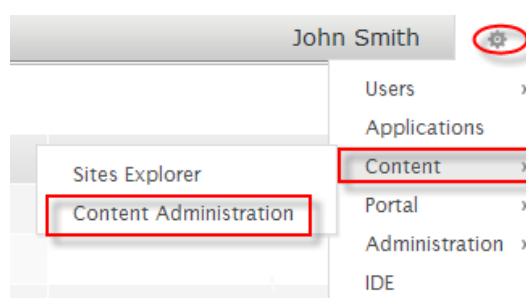 John Smith
Users
Applications
Sites Explorer
Content
Content Administration
Portal
Administration
IDE